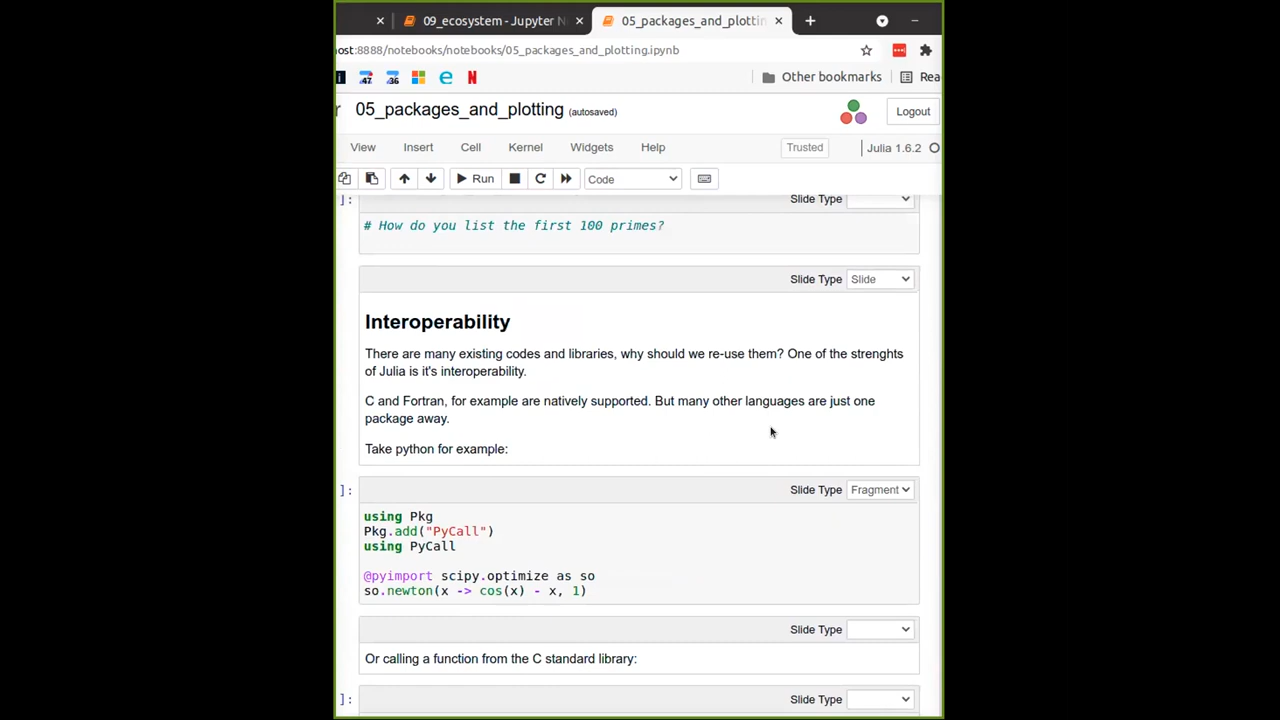 09_ecosystem - Jupyter N
05_packages_and_plottin
ost:8888/notebooks/notebooks/05_packages_and_plotting.ipynb
47 36 e N Other bookmarks Rea
r 05_packages_and_plotting (autosaved) Logout
View Insert Cell Kernel Widgets Help Trusted Julia 1.6.2
Run Code
]: Slide Type
# How do you list the first 100 primes?
Slide Type Slide
Interoperability
There are many existing codes and libraries, why should we re-use them? One of the strenghts
of Julia is it's interoperability.
C and Fortran, for example are natively supported. But many other languages are just one
package away.
Take python for example:
]: Slide Type Fragment
using Pkg
Pkg.add("PyCall")
using PyCall
@pyimport scipy.optimize as so
so.newton(x -> cos(x) - x, 1)
Slide Type
Or calling a function from the C standard library:
]: Slide Type